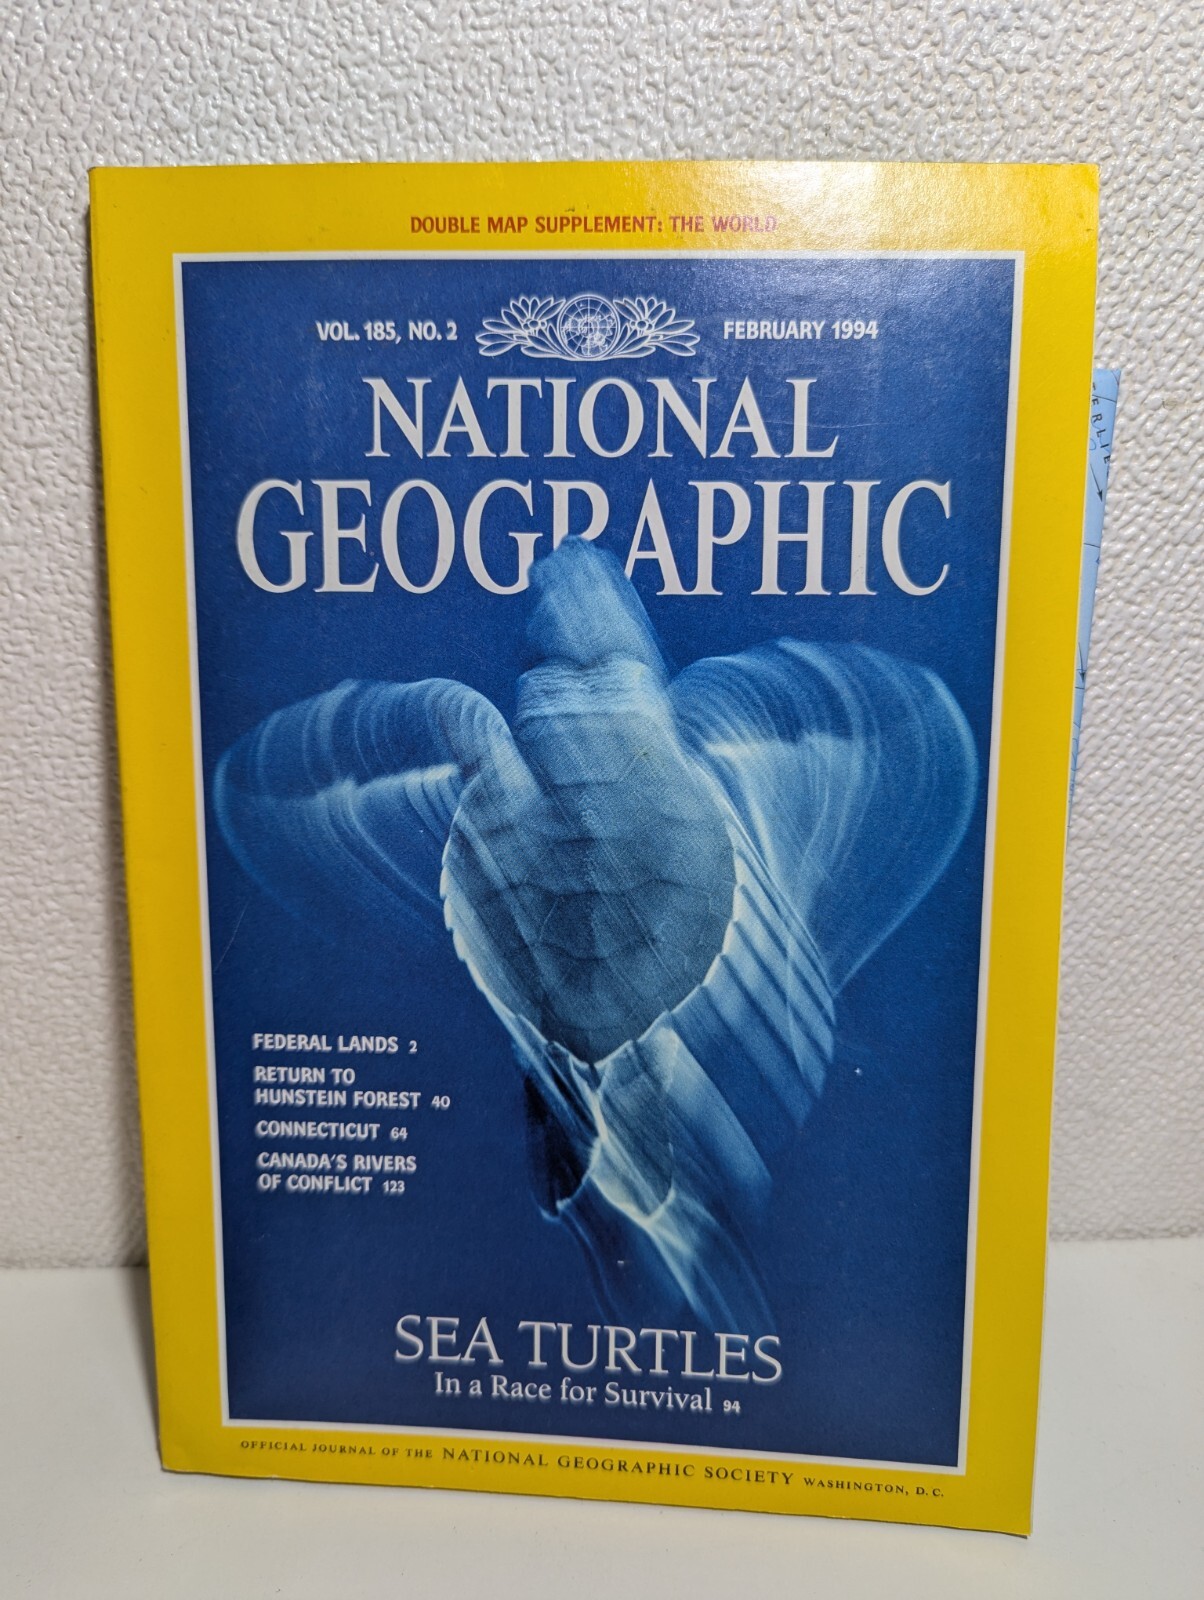 DOUBLE MAP SUPPLEMENT: THE WORLD
VOL. 185, NO. 2
FEBRUARY 1994
NATIONAL
GEOGRAPHIC
FEDERAL LANDS 2
RETURN TO
HUNSTEIN FOREST 40
CONNECTICUT 64
CANADA'S RIVERS
OF CONFLICT 123
SEA TURTLES
In a Race for Survival 94
OFFICIAL JOURNAL OF THE NATIONAL GEOGRAPHIC SOCIETY WASHINGTON, D.C.